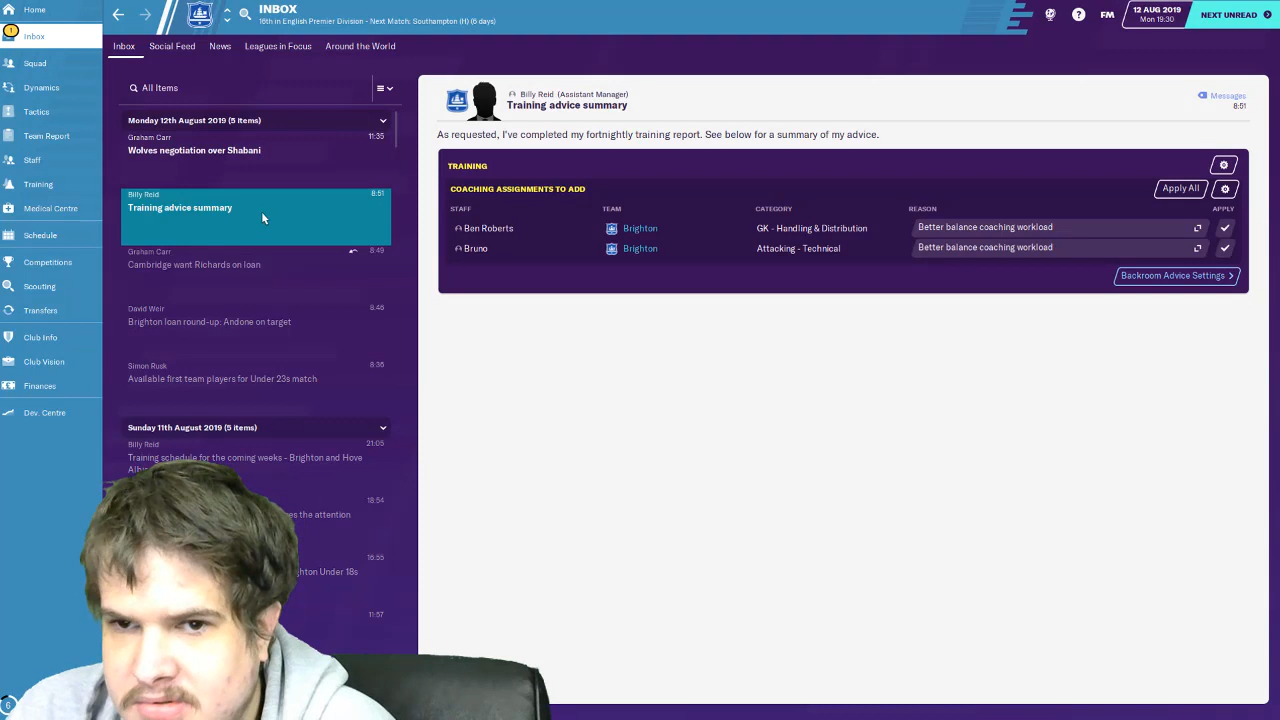 Home
Inbox
Squad
Dynamics
Tactics
Team Report
Staff
Training
Medical Centre
Schedule
Competitions
Scouting
Transfers
Club Info
Club Vision
Finances
Dev. Centre
6
INBOX
16th in English Premier Division - Next Match: Southampton (H) (6 days)
FM
12 AUG 2019
MON 19:30
NEXT UNREAD
Inbox Social Feed News Leagues in Focus Around the World
All Items
Monday 12th August 2019 (5 Items)
Graham Carr 11:35
Wolves negotiation over Shabani
Billy Reid 8:51
Training advice summary
Graham Carr 8:49
Cambridge want Richards on loan
David Weir 8:46
Brighton loan round-up: Andone on target
Simon Rusk 8:36
Available first team players for Under 23s match
Sunday 11th August 2019 (5 items)
Billy Reid 21:05
Training schedule for the coming weeks - Brighton and Hove
18:54
the attention
16:55
Under 18s
11:57
Billy Reid (Assistant Manager)
Training advice summary
Messages
8:51
As requested, I've completed my fortnightly training report. See below for a summary of my advice.
TRAINING
COACHING ASSIGNMENTS TO ADD Apply All
STAFF TEAM CATEGORY REASON APPLY
Ben Roberts Brighton GK - Handling & Distribution Better balance coaching workload
Bruno Brighton Attacking - Technical Better balance coaching workload
Backroom Advice Settings